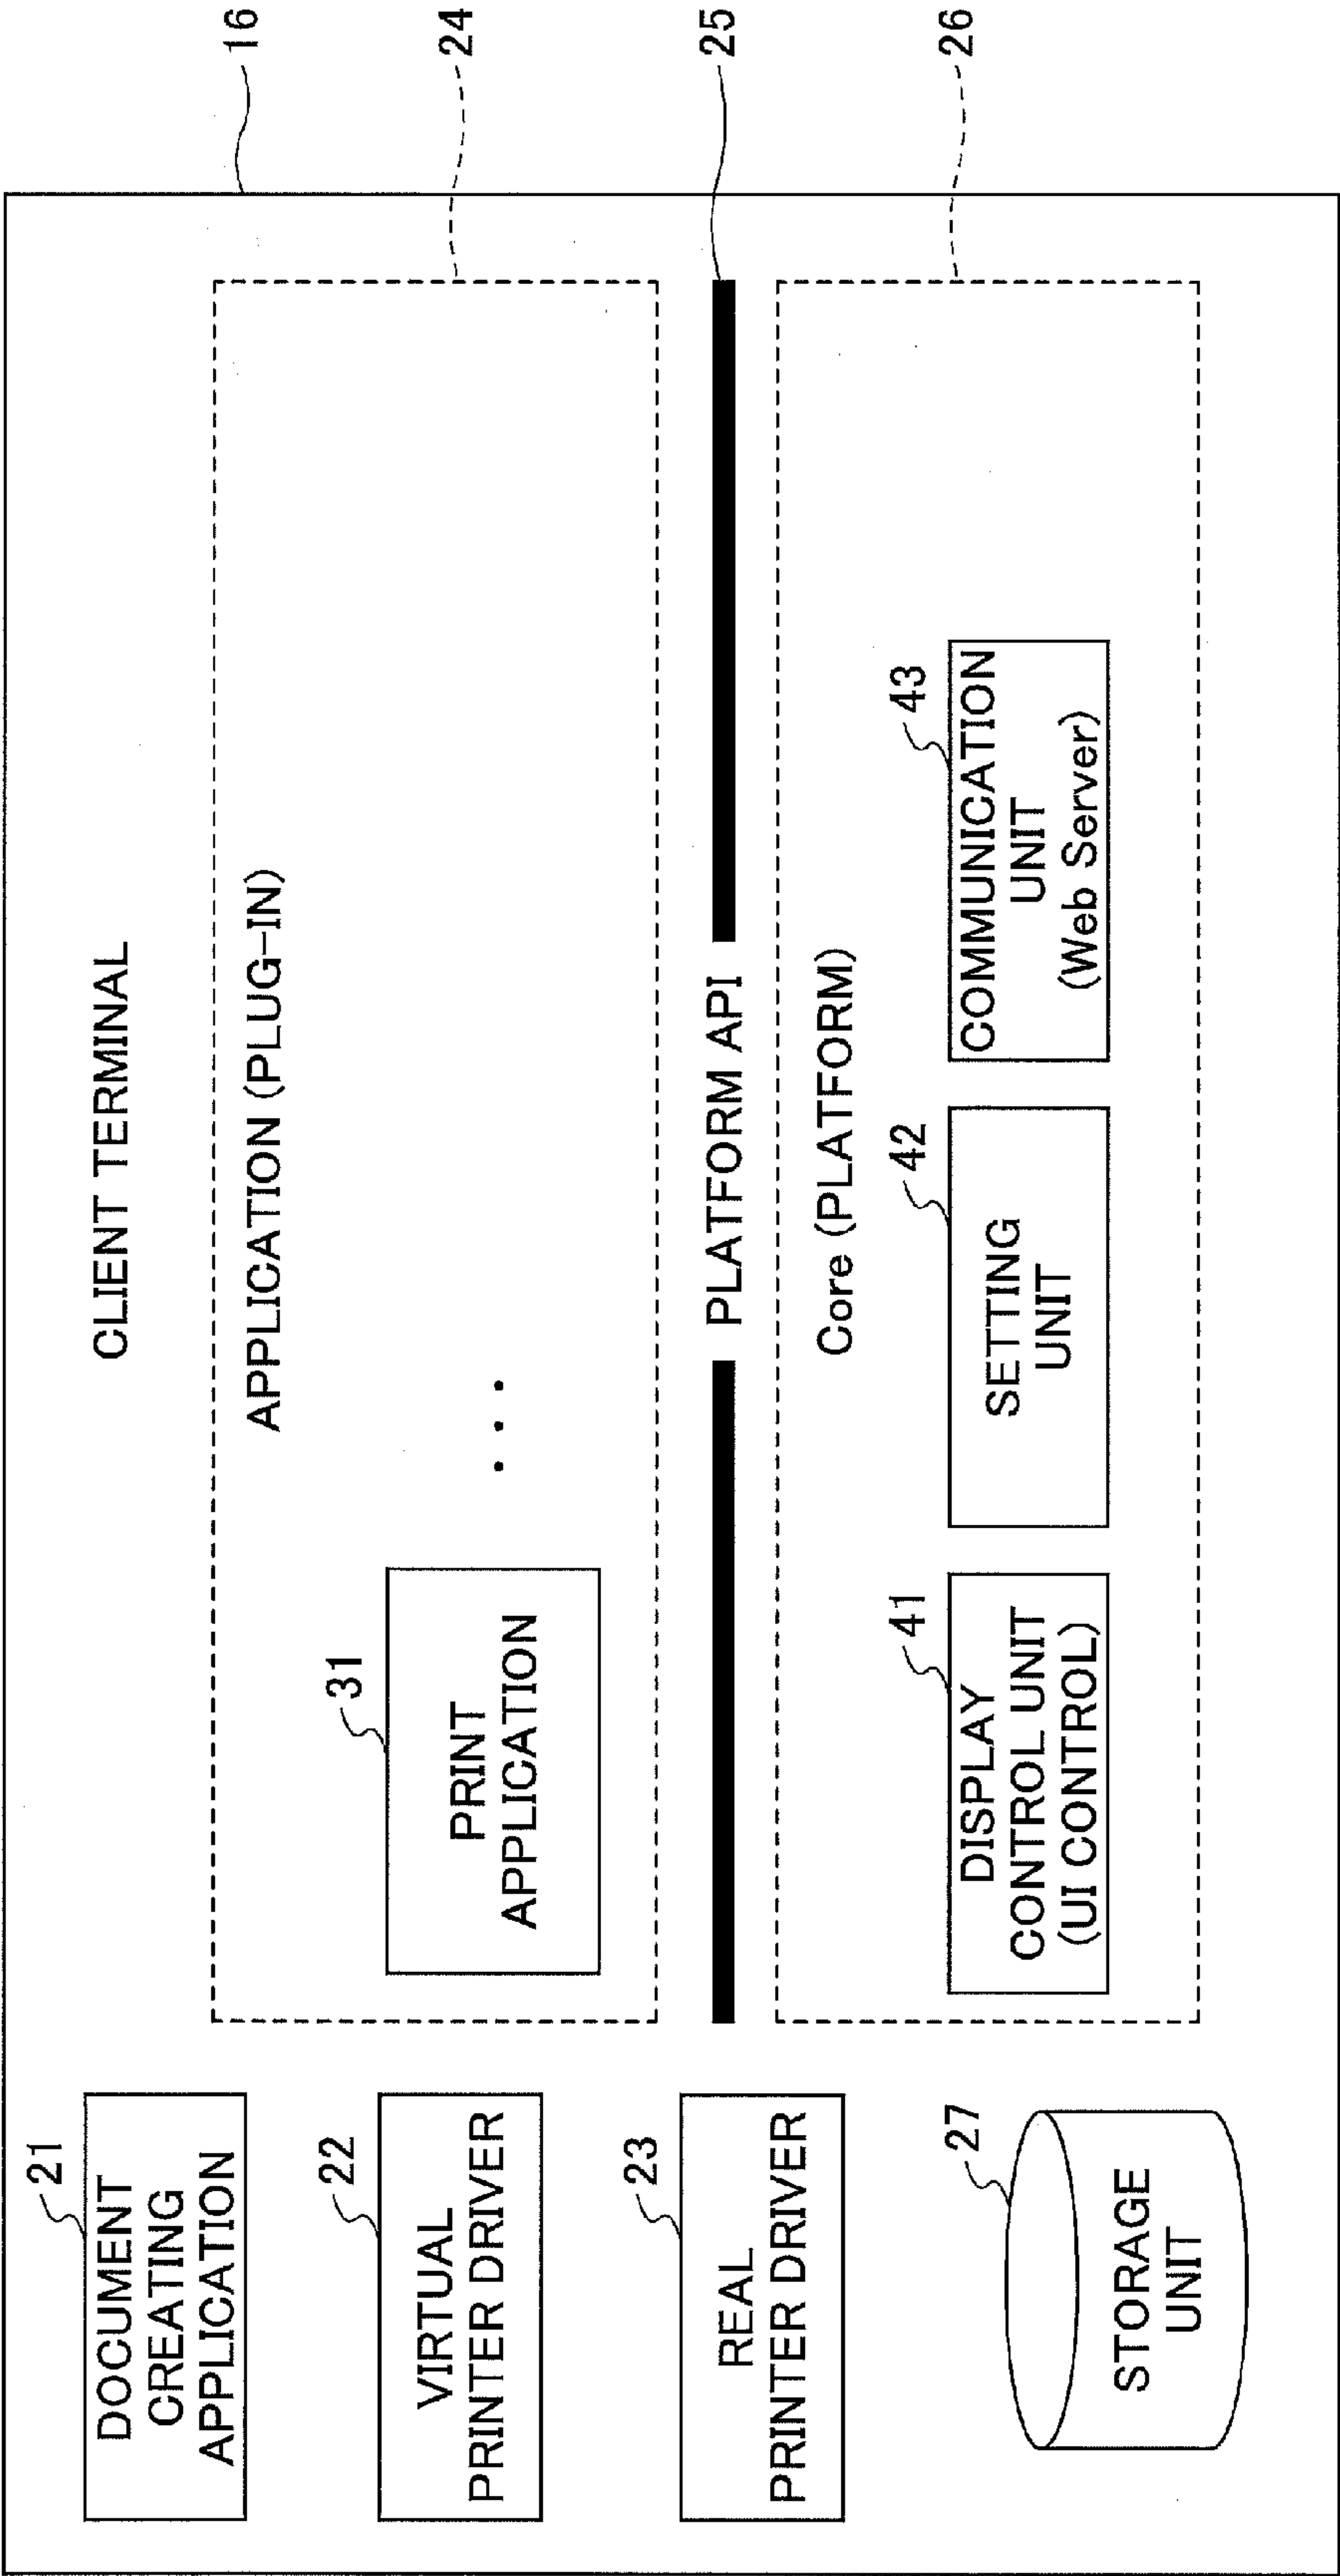 CLIENT TERMINAL
16
21
DOCUMENT
CREATING
APPLICATION
22
VIRTUAL
PRINTER DRIVER
23
REAL
PRINTER DRIVER
27
STORAGE
UNIT
APPLICATION (PLUG-IN)
24
31
PRINT
APPLICATION
...
PLATFORM API
25
Core (PLATFORM)
26
41
DISPLAY
CONTROL UNIT
(UI CONTROL)
42
SETTING
UNIT
43
COMMUNICATION
UNIT
(Web Server)